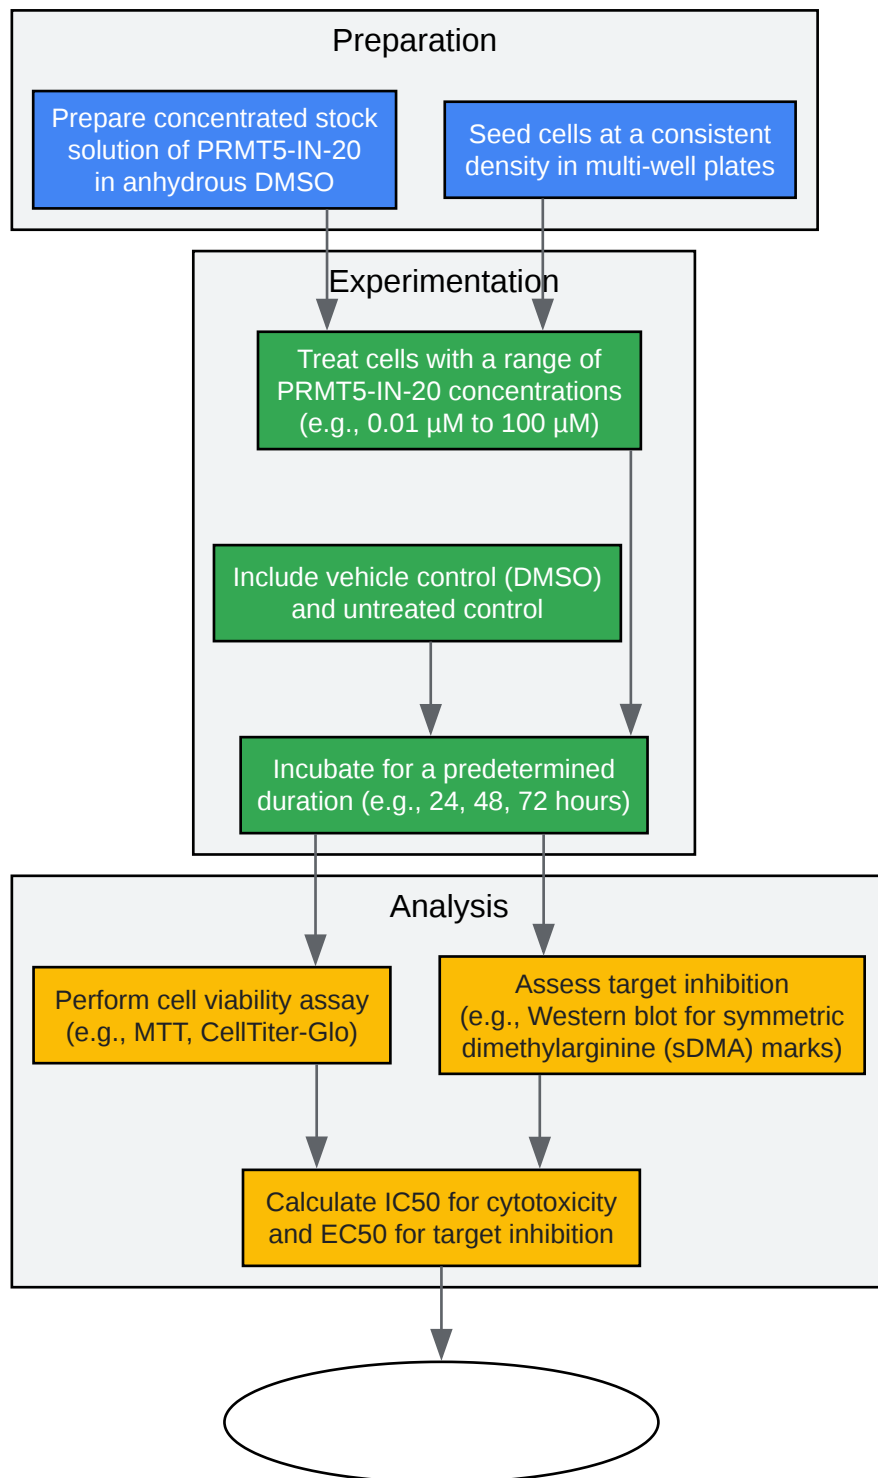 Preparation
Prepare concentrated stock
solution of PRMT5-IN-20
in anhydrous DMSO
Seed cells at a consistent
density in multi-well plates
Experimentation
Treat cells with a range of
PRMT5-IN-20 concentrations
(e.g., 0.01 µM to 100 µM)
Include vehicle control (DMSO)
and untreated control
Incubate for a predetermined
duration (e.g., 24, 48, 72 hours)
Analysis
Perform cell viability assay
(e.g., MTT, CellTiter-Glo)
Assess target inhibition
(e.g., Western blot for symmetric
dimethylarginine (sDMA) marks)
Calculate IC50 for cytotoxicity
and EC50 for target inhibition